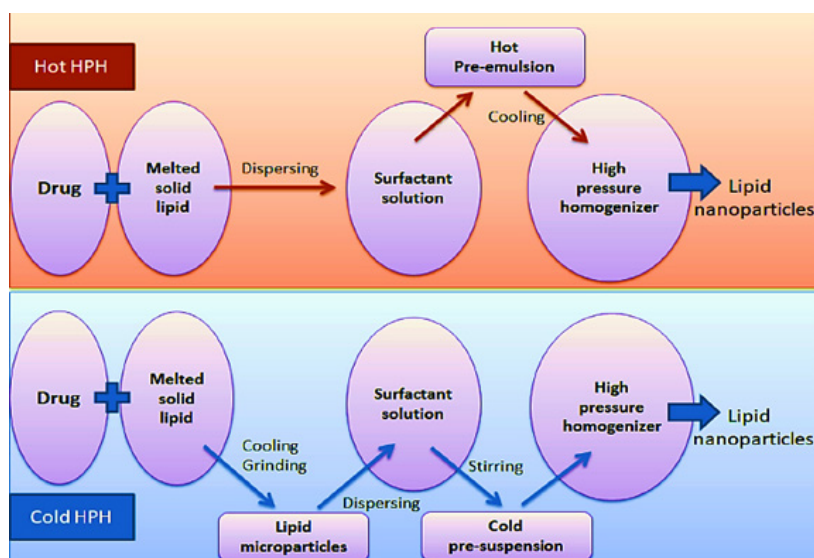 Hot HPH
Drug
Melted
solid
lipid
Dispersing
Surfactant
solution
Hot
Pre-emulsion
Cooling
High
pressure
homogenizer
Lipid
nanoparticles
Drug
Melted
solid
lipid
Cooling
Grinding
Lipid
microparticles
Dispersing
Surfactant
solution
Stirring
Cold
pre-suspension
High
pressure
homogenizer
Lipid
nanoparticles
Cold HPH